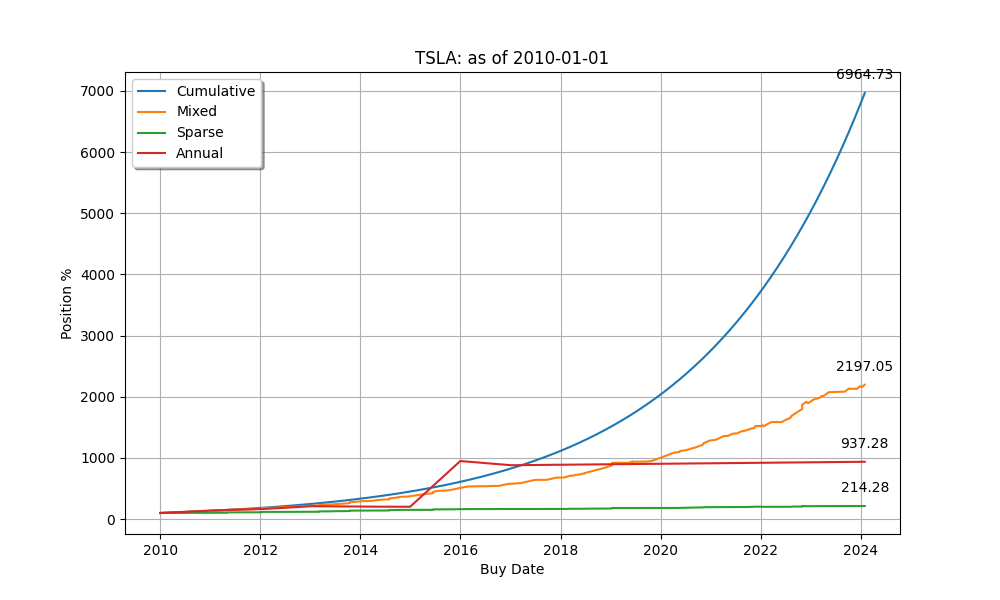 TSLA: as of 2010-01-01
6964.73
Cumulative
Mixed
Sparse
Annual
7000
6000
5000
4000
3000
2000
1000
0
Position %
2197.05
937.28
214.28
2010 2012 2014 2016 2018 2020 2022 2024
Buy Date